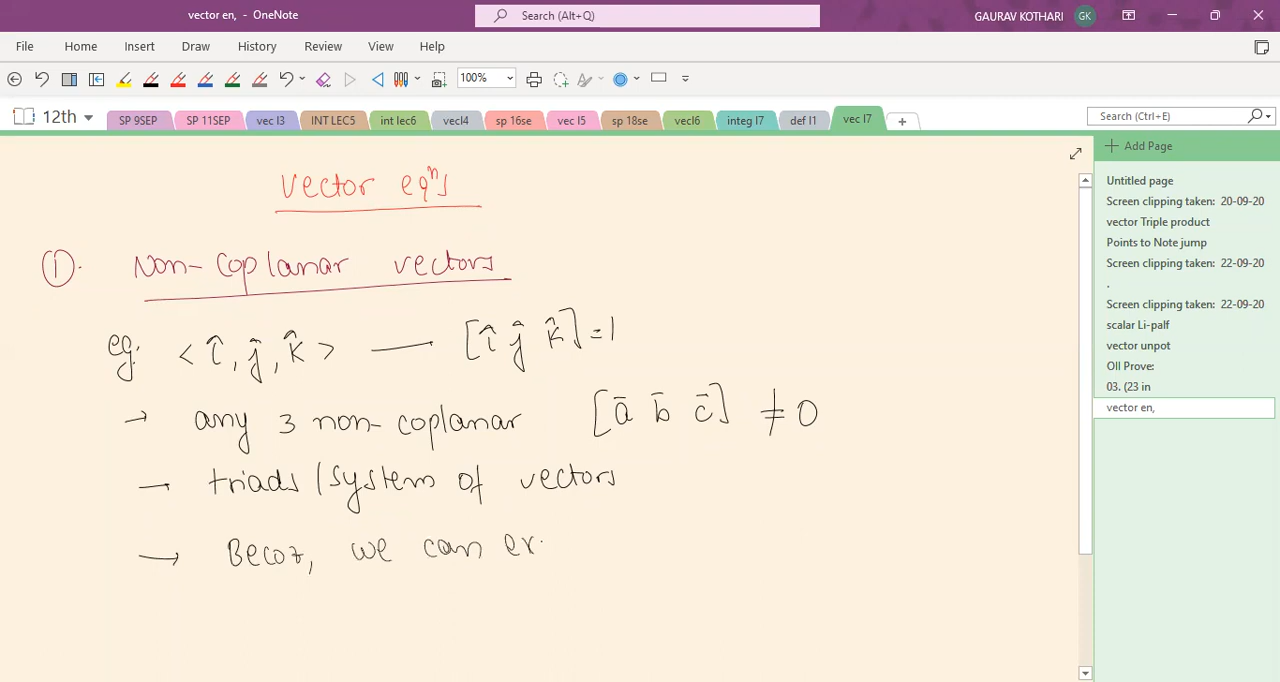 vector en, - OneNote
Search (Alt+Q)
GAURAV KOTHARI GK
File Home Insert Draw History Review View Help
100%
12th SP 9SEP SP 11SEP vec l3 INT LEC5 int lec6 vecl4 sp 16se vec l5 sp 18se vecl6 integ l7 def l1 vec l7
Search (Ctrl+E)
Add Page
Untitled page
Screen clipping taken: 20-09-20
vector Triple product
Points to Note jump
Screen clipping taken: 22-09-20
.
Screen clipping taken: 22-09-20
scalar Li-palf
vector unpot
Oll Prove:
03. (23 in
vector en,
Vector eqⁿs
①. Non-Coplanar vectors
eg: < î, ĵ, k̂ > — [î ĵ k̂] = 1
→ any 3 non-coplanar [ā b̄ c̄] ≠ 0
→ triads/system of vectors
→ Becoz, we can ex